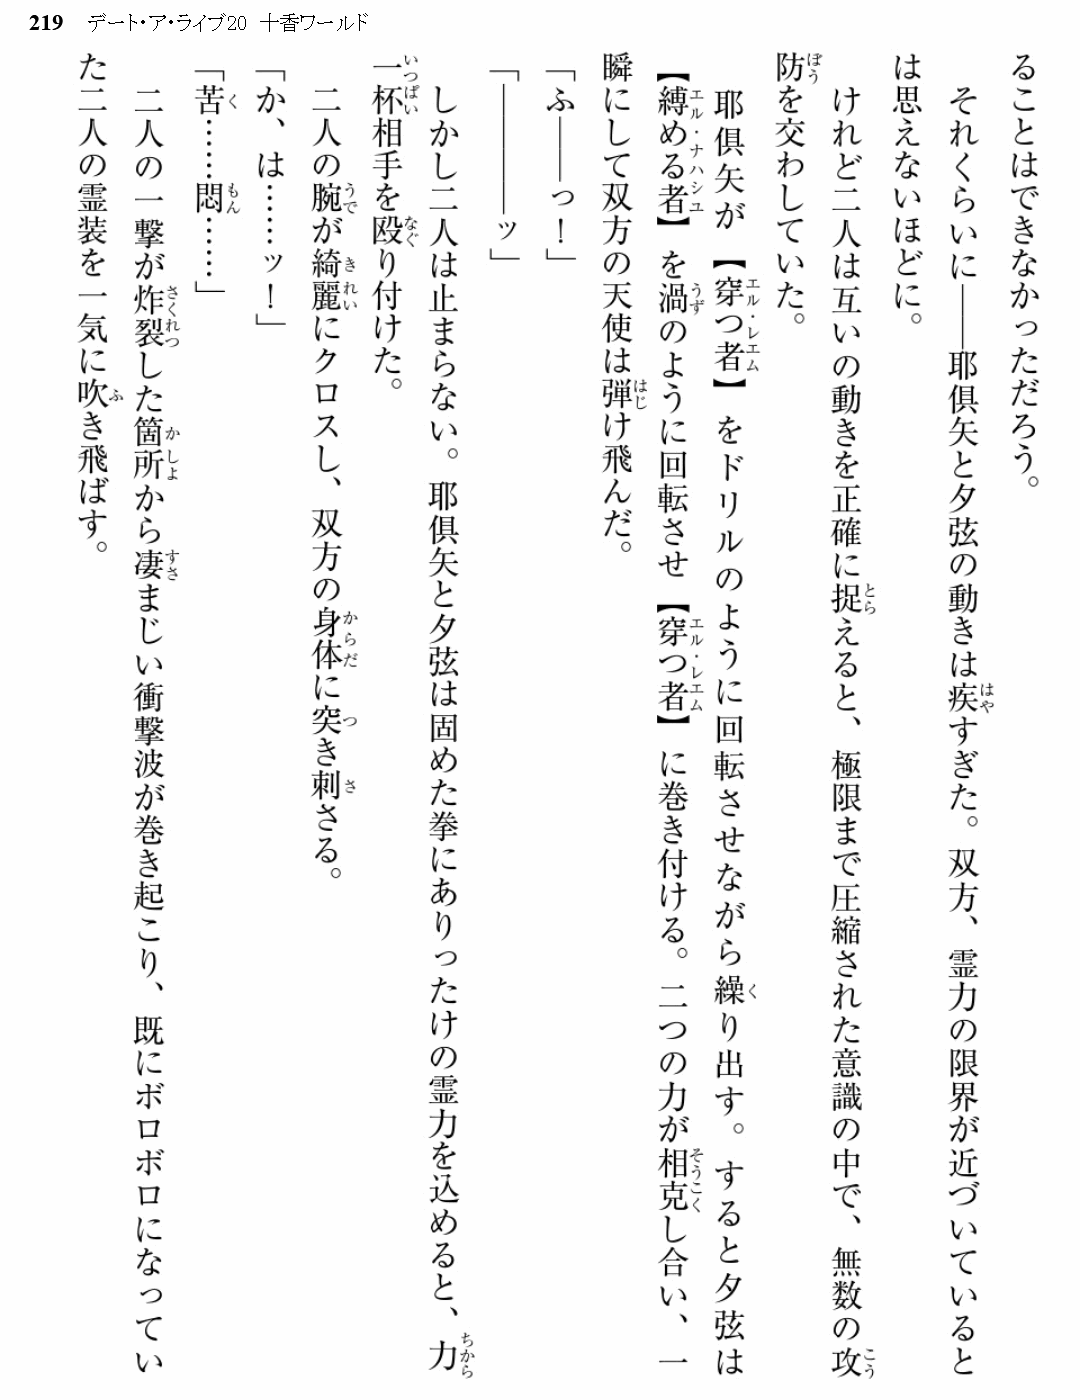 219 デート・ア・ライブ20 十香ワールド
ることはできなかっただろう。
それくらいに――耶倶矢と夕弦の動きは疾すぎた。双方、霊力の限界が近づいていると
は思えないほどに。
けれど二人は互いの動きを正確に捉えると、極限まで圧縮された意識の中で、無数の攻
防を交わしていた。
耶倶矢が【穿つ者】をドリルのように回転させながら繰り出す。すると夕弦は
【縛める者】を渦のように回転させ【穿つ者】に巻き付ける。二つの力が相克し合い、一
瞬にして双方の天使は弾け飛んだ。
「ふ――っ！」
「――――ッ」
しかし二人は止まらない。耶倶矢と夕弦は固めた拳にありったけの霊力を込めると、力
一杯相手を殴り付けた。
二人の腕が綺麗にクロスし、双方の身体に突き刺さる。
「か、は……ッ！」
「苦……悶……」
二人の一撃が炸裂した箇所から凄まじい衝撃波が巻き起こり、既にボロボロになってい
た二人の霊装を一気に吹き飛ばす。